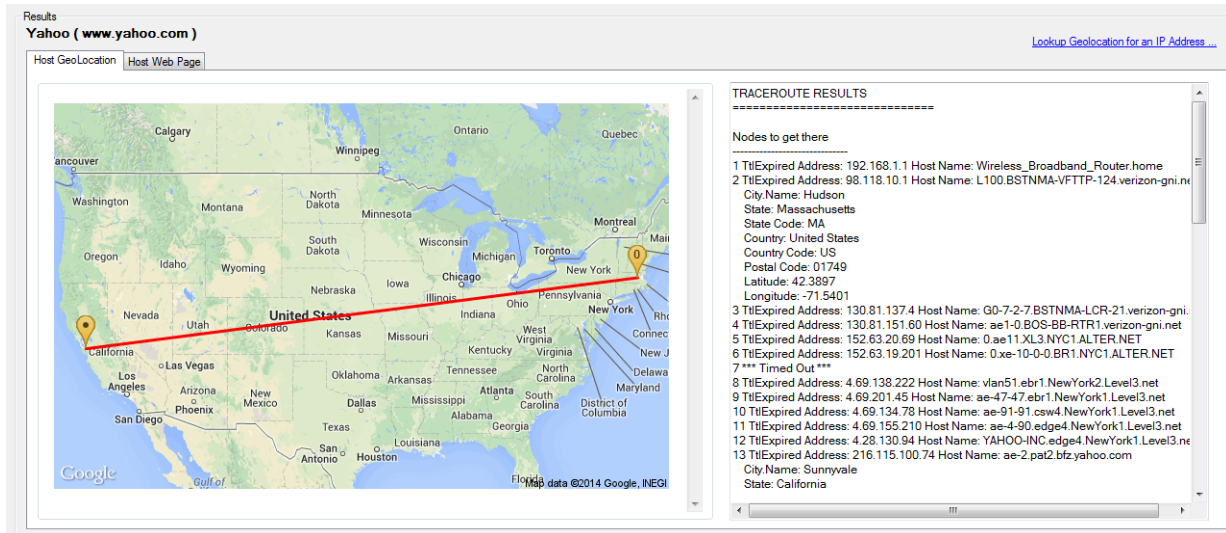 Results
Yahoo ( www.yahoo.com )
Lookup Geolocation for an IP Address ...
Host GeoLocation
Host Web Page
Calgary
Ontario
Quebec
Winnipeg
ancouver
Washington
North
Dakota
Montana
Minnesota
Montreal
Mai
South
Dakota
Wisconsin
Michigan
Toronto
0
Oregon
Idaho
Wyoming
Chicago
New York
Nebraska
Iowa
Illinois
Ohio
Pennsylvania
Nevada
Utah
Colorado
United States
Indiana
New York
Rho
Connec
Kansas
Missouri
West
Virginia
New J
California
Las Vegas
Kentucky
Virginia
Delawa
Los
Angeles
Arizona
New
Mexico
Oklahoma
Arkansas
Tennessee
North
Carolina
Maryland
Phoenix
San Diego
Dallas
Mississippi
Atlanta
South
Carolina
District of
Columbia
Texas
Alabama
Georgia
San
Antonio
Houston
Louisiana
Google
Gulf of
Florida
Map data ©2014 Google, INEGI
TRACEROUTE RESULTS
==============================
Nodes to get there
-----------------------------
1 TtlExpired Address: 192.168.1.1 Host Name: Wireless_Broadband_Router.home
2 TtlExpired Address: 98.118.10.1 Host Name: L100.BSTNMA-VFTTP-124.verizon-gni.ne
City.Name: Hudson
State: Massachusetts
State Code: MA
Country: United States
Country Code: US
Postal Code: 01749
Latitude: 42.3897
Longitude: -71.5401
3 TtlExpired Address: 130.81.137.4 Host Name: G0-7-2-7.BSTNMA-LCR-21.verizon-gni.
4 TtlExpired Address: 130.81.151.60 Host Name: ae1-0.BOS-BB-RTR1.verizon-gni.net
5 TtlExpired Address: 152.63.20.69 Host Name: 0.ae11.XL3.NYC1.ALTER.NET
6 TtlExpired Address: 152.63.19.201 Host Name: 0.xe-10-0-0.BR1.NYC1.ALTER.NET
7 *** Timed Out ***
8 TtlExpired Address: 4.69.138.222 Host Name: vlan51.ebr1.NewYork2.Level3.net
9 TtlExpired Address: 4.69.201.45 Host Name: ae-47-47.ebr1.NewYork1.Level3.net
10 TtlExpired Address: 4.69.134.78 Host Name: ae-91-91.csw4.NewYork1.Level3.net
11 TtlExpired Address: 4.69.155.210 Host Name: ae-4-90.edge4.NewYork1.Level3.net
12 TtlExpired Address: 4.28.130.94 Host Name: YAHOO-INC.edge4.NewYork1.Level3.ne
13 TtlExpired Address: 216.115.100.74 Host Name: ae-2.pat2.bfz.yahoo.com
City.Name: Sunnyvale
State: California